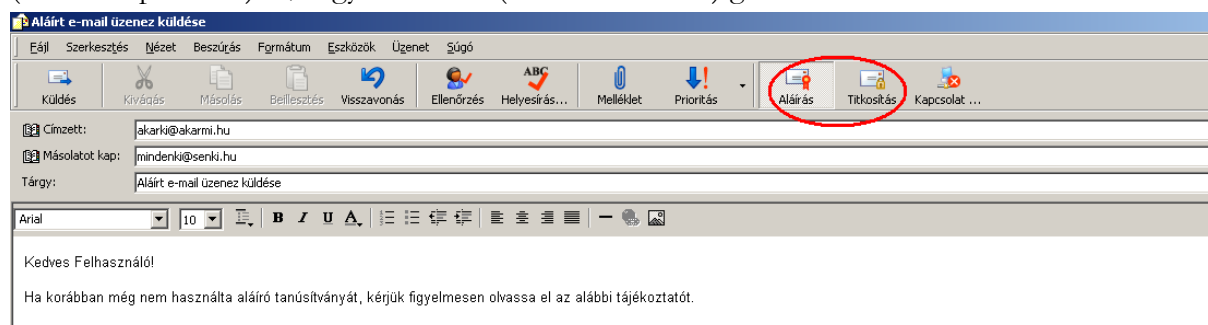 Aláírt e-mail üzenez küldése
Fájl Szerkesztés Nézet Beszúrás Formátum Eszközök Üzenet Súgó
Küldés Kivágás Másolás Beillesztés Visszavonás Ellenőrzés Helyesírás... Melléklet Prioritás Aláírás Titkosítás Kapcsolat ...
Címzett: akarki@akarmi.hu
Másolatot kap: mindenki@senki.hu
Tárgy: Aláírt e-mail üzenez küldése
Arial 10 B I U A
Kedves Felhasználó!
Ha korábban még nem használta aláíró tanúsítványát, kérjük figyelmesen olvassa el az alábbi tájékoztatót.